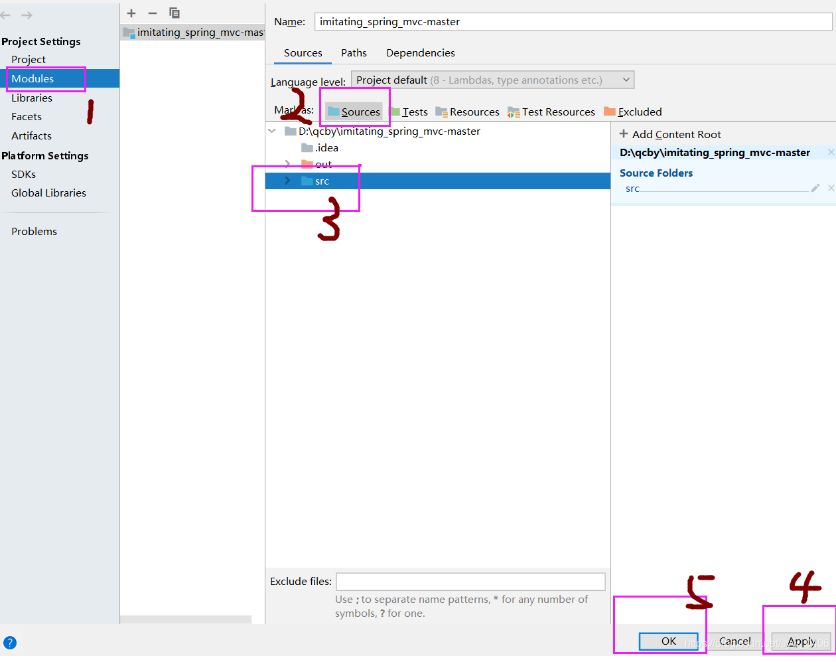 Project Settings
Project
Modules
Libraries
Facets
Artifacts
Platform Settings
SDKs
Global Libraries
Problems
1
imitating_spring_mvc-mast
Name: imitating_spring_mvc-master
Sources Paths Dependencies
Language level: Project default (8 - Lambdas, type annotations etc.)
Mark as: Sources Tests Resources Test Resources Excluded
2
D:\qcby\imitating_spring_mvc-master
.idea
out
src
3
+ Add Content Root
D:\qcby\imitating_spring_mvc-master
Source Folders
src
Exclude files:
Use ; to separate name patterns, * for any number of
symbols, ? for one.
5 4
? OK Cancel Apply